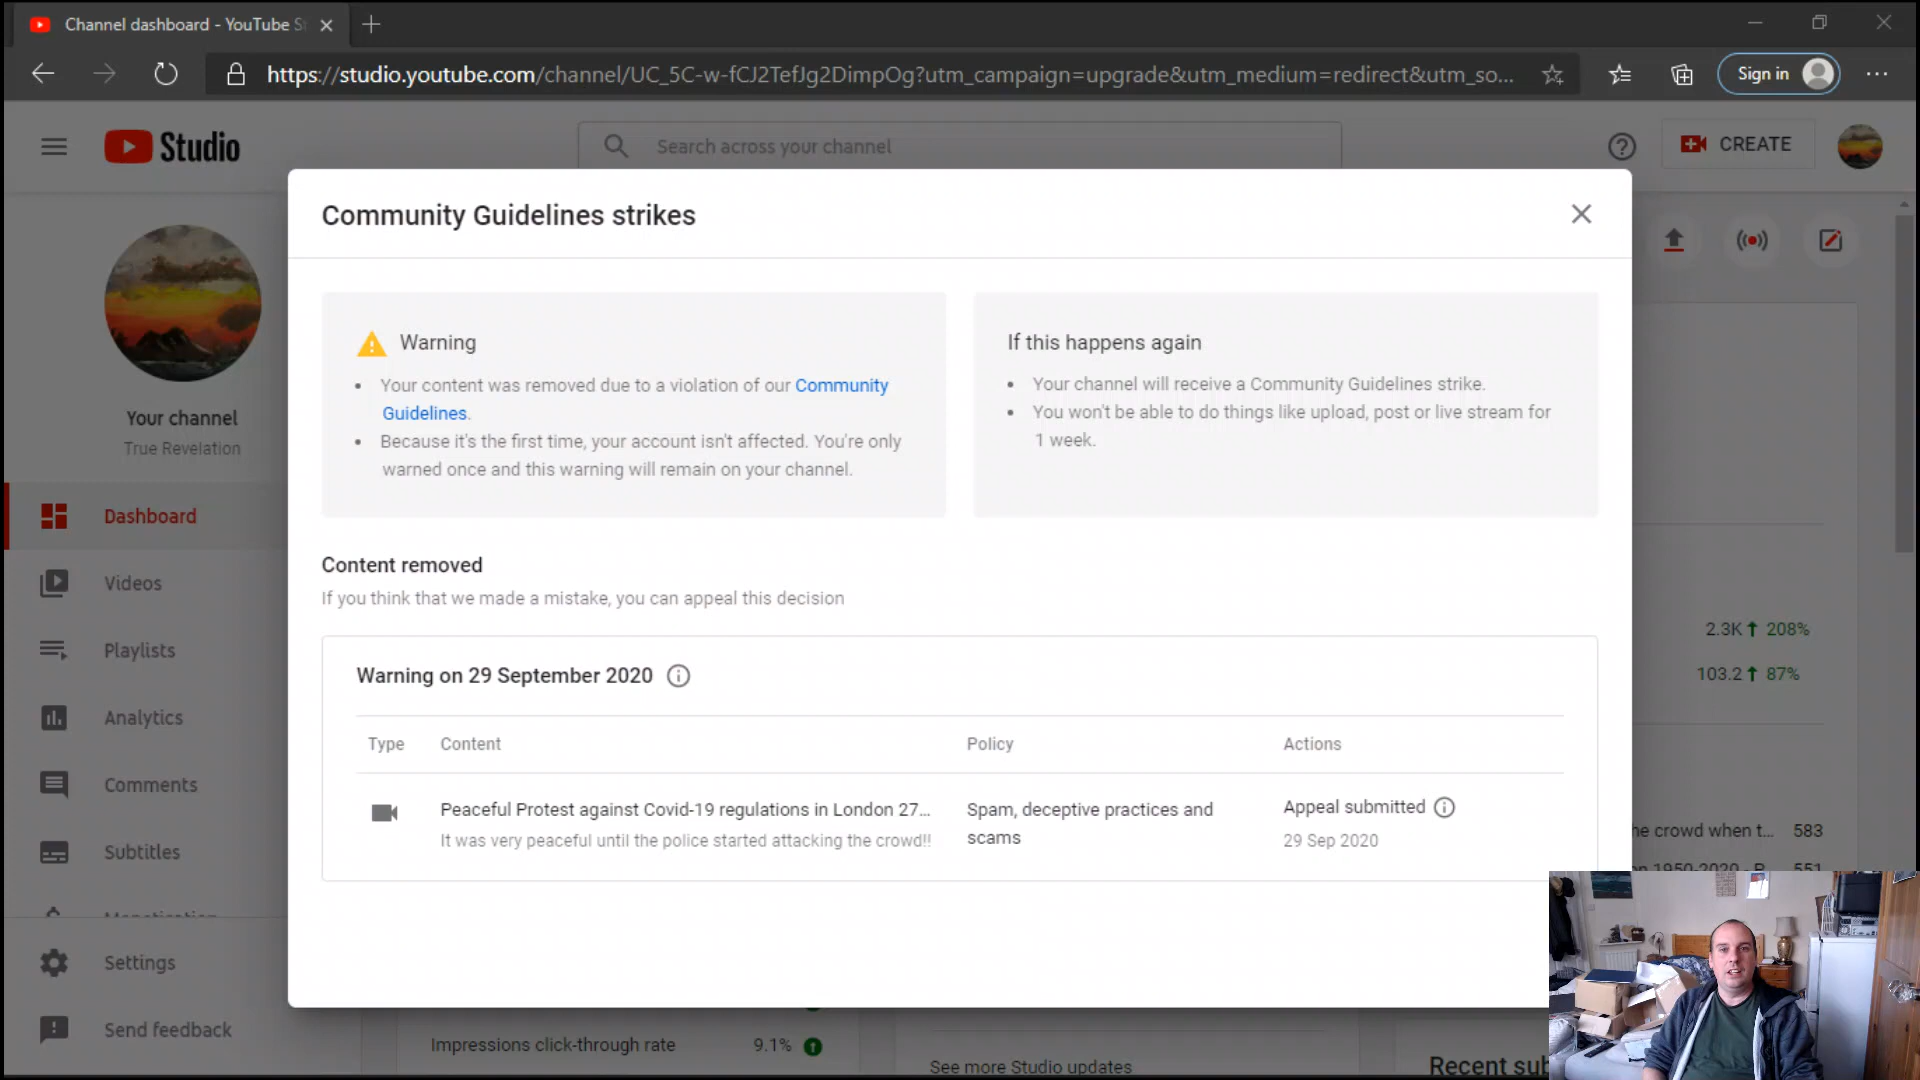 Channel dashboard - YouTube S
https://studio.youtube.com/channel/UC_5C-w-fCJ2TefJg2DimpOg?utm_campaign=upgrade&utm_medium=redirect&utm_so...
Sign in
Studio
Search across your channel
CREATE
Community Guidelines strikes
Warning
Your content was removed due to a violation of our Community
Guidelines.
Because it's the first time, your account isn't affected. You're only
warned once and this warning will remain on your channel.
If this happens again
Your channel will receive a Community Guidelines strike.
You won't be able to do things like upload, post or live stream for
1 week.
Your channel
True Revelation
Dashboard
Videos
Playlists
Analytics
Comments
Subtitles
Settings
Send feedback
Content removed
If you think that we made a mistake, you can appeal this decision
Warning on 29 September 2020
Type Content Policy Actions
Peaceful Protest against Covid-19 regulations in London 27...
It was very peaceful until the police started attacking the crowd!!
Spam, deceptive practices and
scams
Appeal submitted
29 Sep 2020
2.3K 208%
103.2 87%
he crowd when t... 583
1950-2020 551
Impressions click-through rate 9.1%
See more Studio updates
Recent